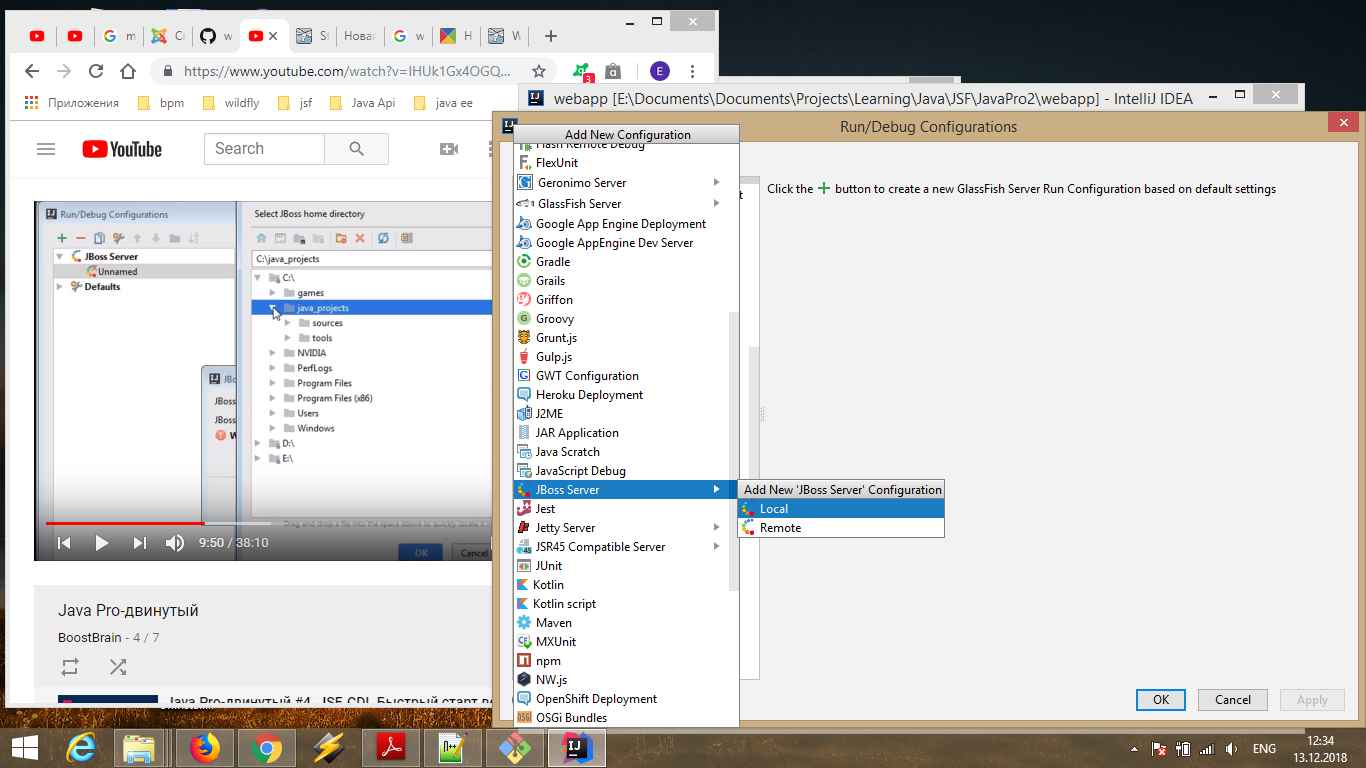 m
C
w
S
Новая
w
H
W
https://www.youtube.com/watch?v=IHUk1Gx4OGQ...
3
E
Приложения
bpm
wildfly
jsf
Java Api
java ee
YouTube
Search
Run/Debug Configurations
JBoss Server
Unnamed
Defaults
Select JBoss home directory
C:\java_projects
C:\
games
java_projects
sources
tools
NVIDIA
PerfLogs
Program Files
Program Files (x86)
Users
Windows
D:\
E:\
Drag and drop a file into the space above to quickly locate it
OK
Cancel
9:50 / 38:10
Java Pro-двинутый
BoostBrain - 4 / 7
Java Pro-двинутый #4. JSF, CDI. Быстрый старт
webapp [E:\Documents\Documents\Projects\Learning\Java\JSF\JavaPro2\webapp] - IntelliJ IDEA
Run/Debug Configurations
Click the + button to create a new GlassFish Server Run Configuration based on default settings
Add New Configuration
Flash Remote Debug
FlexUnit
Geronimo Server
GlassFish Server
Google App Engine Deployment
Google AppEngine Dev Server
Gradle
Grails
Griffon
Groovy
Grunt.js
Gulp.js
GWT Configuration
Heroku Deployment
J2ME
JAR Application
Java Scratch
JavaScript Debug
JBoss Server
Jest
Jetty Server
JSR45 Compatible Server
JUnit
Kotlin
Kotlin script
Maven
MXUnit
npm
NW.js
OpenShift Deployment
OSGi Bundles
Add New 'JBoss Server' Configuration
Local
Remote
OK
Cancel
Apply
ENG
12:34
13.12.2018